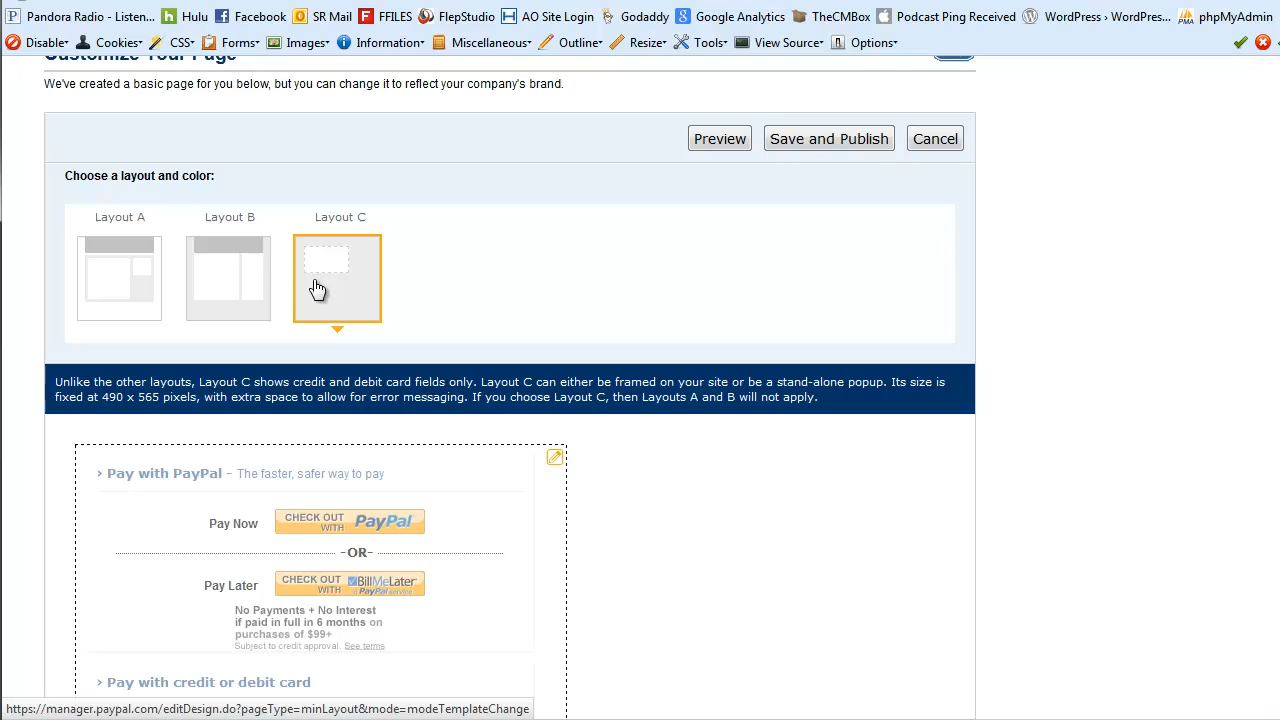 Pandora Radio - Listen... Hulu Facebook SR Mail FFILES BlepStudio AO Site Login Godaddy Google Analytics TheCMBox Podcast Ping Received WordPress › WordPr... phpMyAdmin
Disable Cookies CSS Forms Images Information Miscellaneous Outline Resize Tools View Source Options
Customize Your Page
We've created a basic page for you below, but you can change it to reflect your company's brand.
Preview Save and Publish Cancel
Choose a layout and color:
Layout A Layout B Layout C
Unlike the other layouts, Layout C shows credit and debit card fields only. Layout C can either be framed on your site or be a stand-alone popup. Its size is
fixed at 490 x 565 pixels, with extra space to allow for error messaging. If you choose Layout C, then Layouts A and B will not apply.
› Pay with PayPal – The faster, safer way to pay
Pay Now CHECK OUT WITH PayPal
-OR-
Pay Later CHECK OUT WITH BillMeLater
a PayPal service
No Payments + No Interest
if paid in full in 6 months on
purchases of $99+
Subject to credit approval. See terms
› Pay with credit or debit card
https://manager.paypal.com/editDesign.do?pageType=minLayout&mode=modeTemplateChange